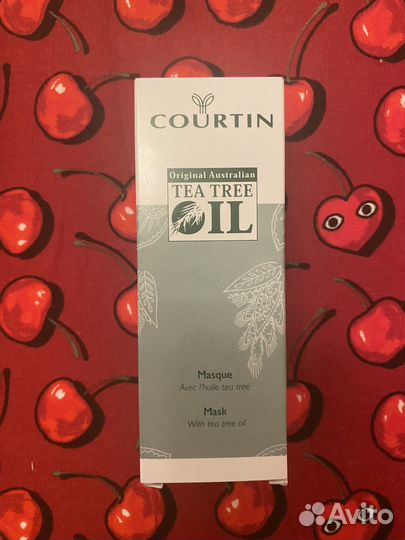 COURTIN
Original Australian
TEA TREE
OIL
Masque
Avec l'huile tea tree
Mask
With tea tree oil
Avito